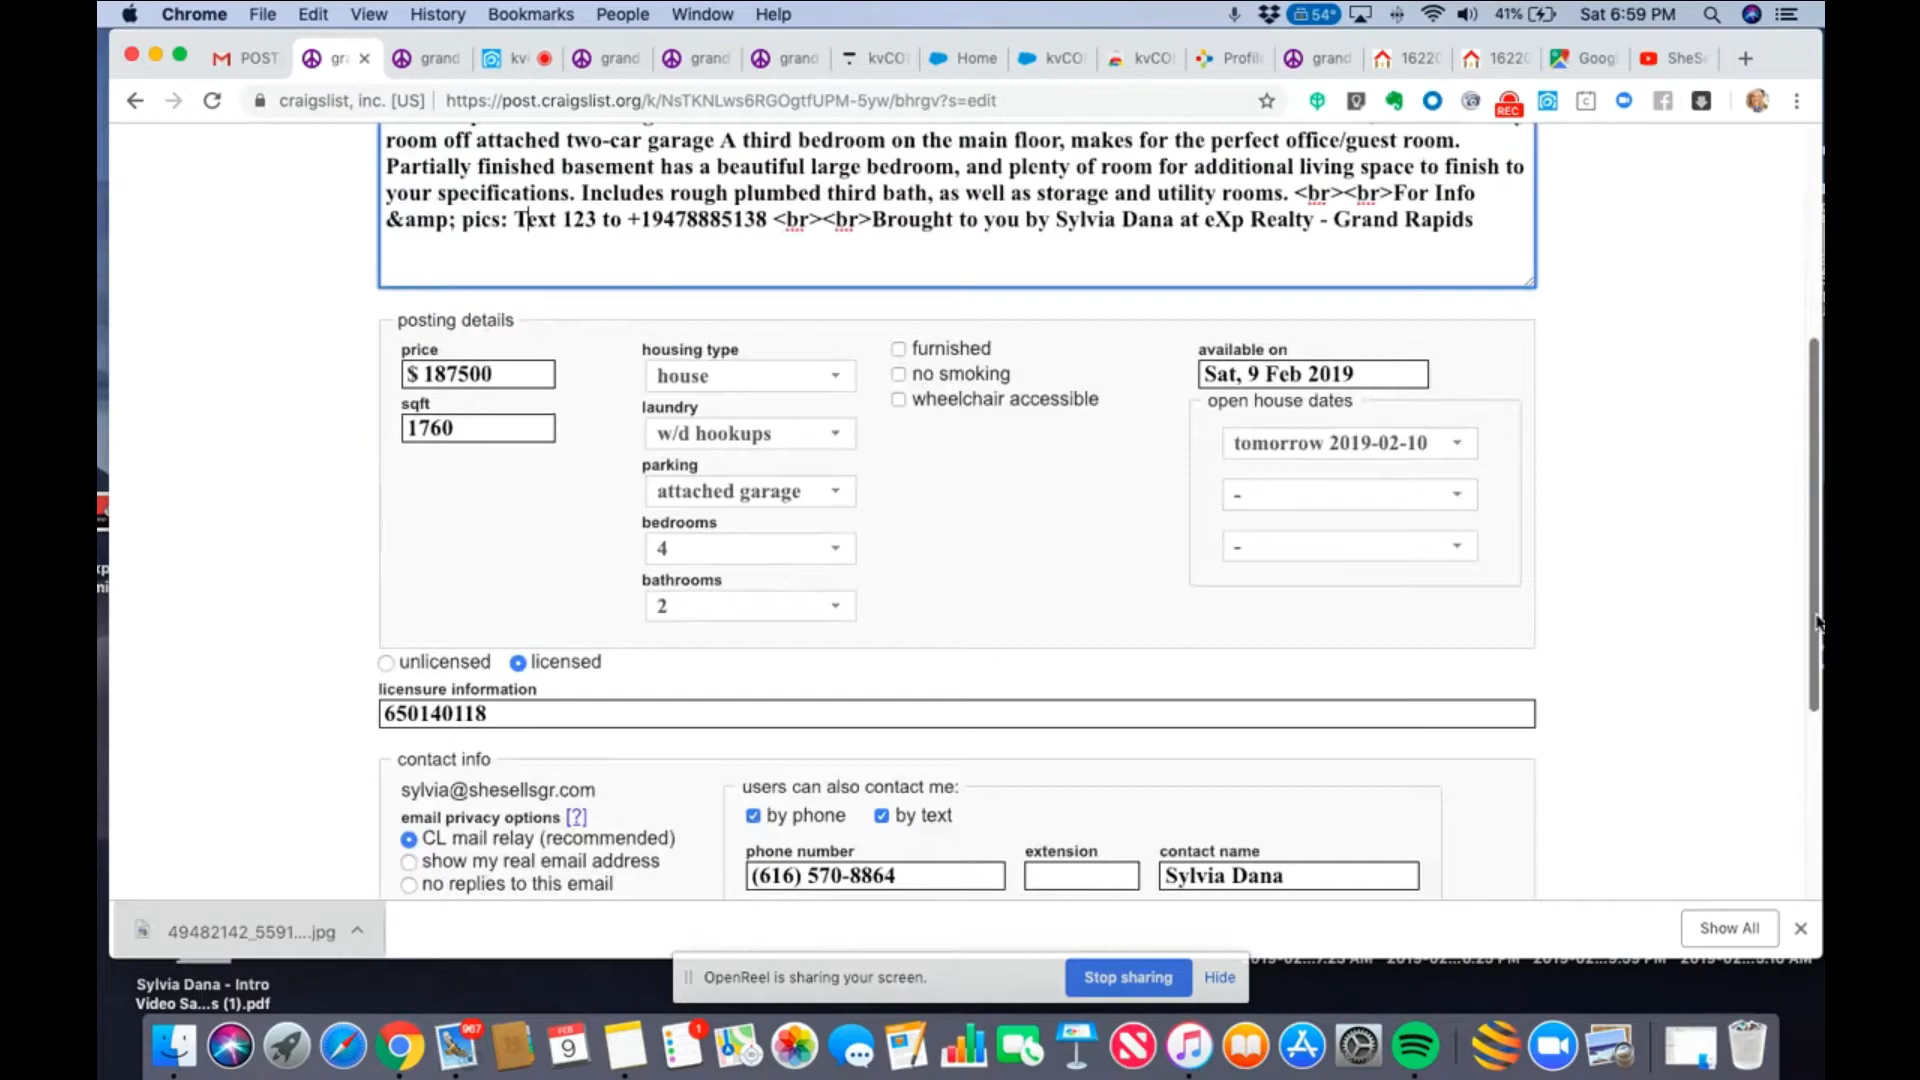 Chrome File Edit View History Bookmarks People Window Help 54° 41% Sat 6:59 PM
POST gr grand kv grand grand grand kvCO Home kvCO kvCO Profil grand 1622 1622 Goog SheS
craigslist, inc. [US] | https://post.craigslist.org/k/NsTKNLws6RGOgtfUPM-5yw/bhrgv?s=edit REC
room off attached two-car garage A third bedroom on the main floor, makes for the perfect office/guest room.
Partially finished basement has a beautiful large bedroom, and plenty of room for additional living space to finish to
your specifications. Includes rough plumbed third bath, as well as storage and utility rooms. <br><br>For Info
&amp; pics: Text 123 to +19478885138 <br><br>Brought to you by Sylvia Dana at eXp Realty - Grand Rapids
posting details
price
$ 187500
sqft
1760
housing type
house
laundry
w/d hookups
parking
attached garage
bedrooms
4
bathrooms
2
furnished
no smoking
wheelchair accessible
available on
Sat, 9 Feb 2019
open house dates
tomorrow 2019-02-10
-
-
unlicensed licensed
licensure information
650140118
contact info
sylvia@shesellsgr.com
email privacy options [?]
CL mail relay (recommended)
show my real email address
no replies to this email
users can also contact me:
by phone by text
phone number
(616) 570-8864
extension
contact name
Sylvia Dana
49482142_5591....jpg
Show All
OpenReel is sharing your screen. Stop sharing Hide
Sylvia Dana - Intro
Video Sa...s (1).pdf
967
FEB
9
1